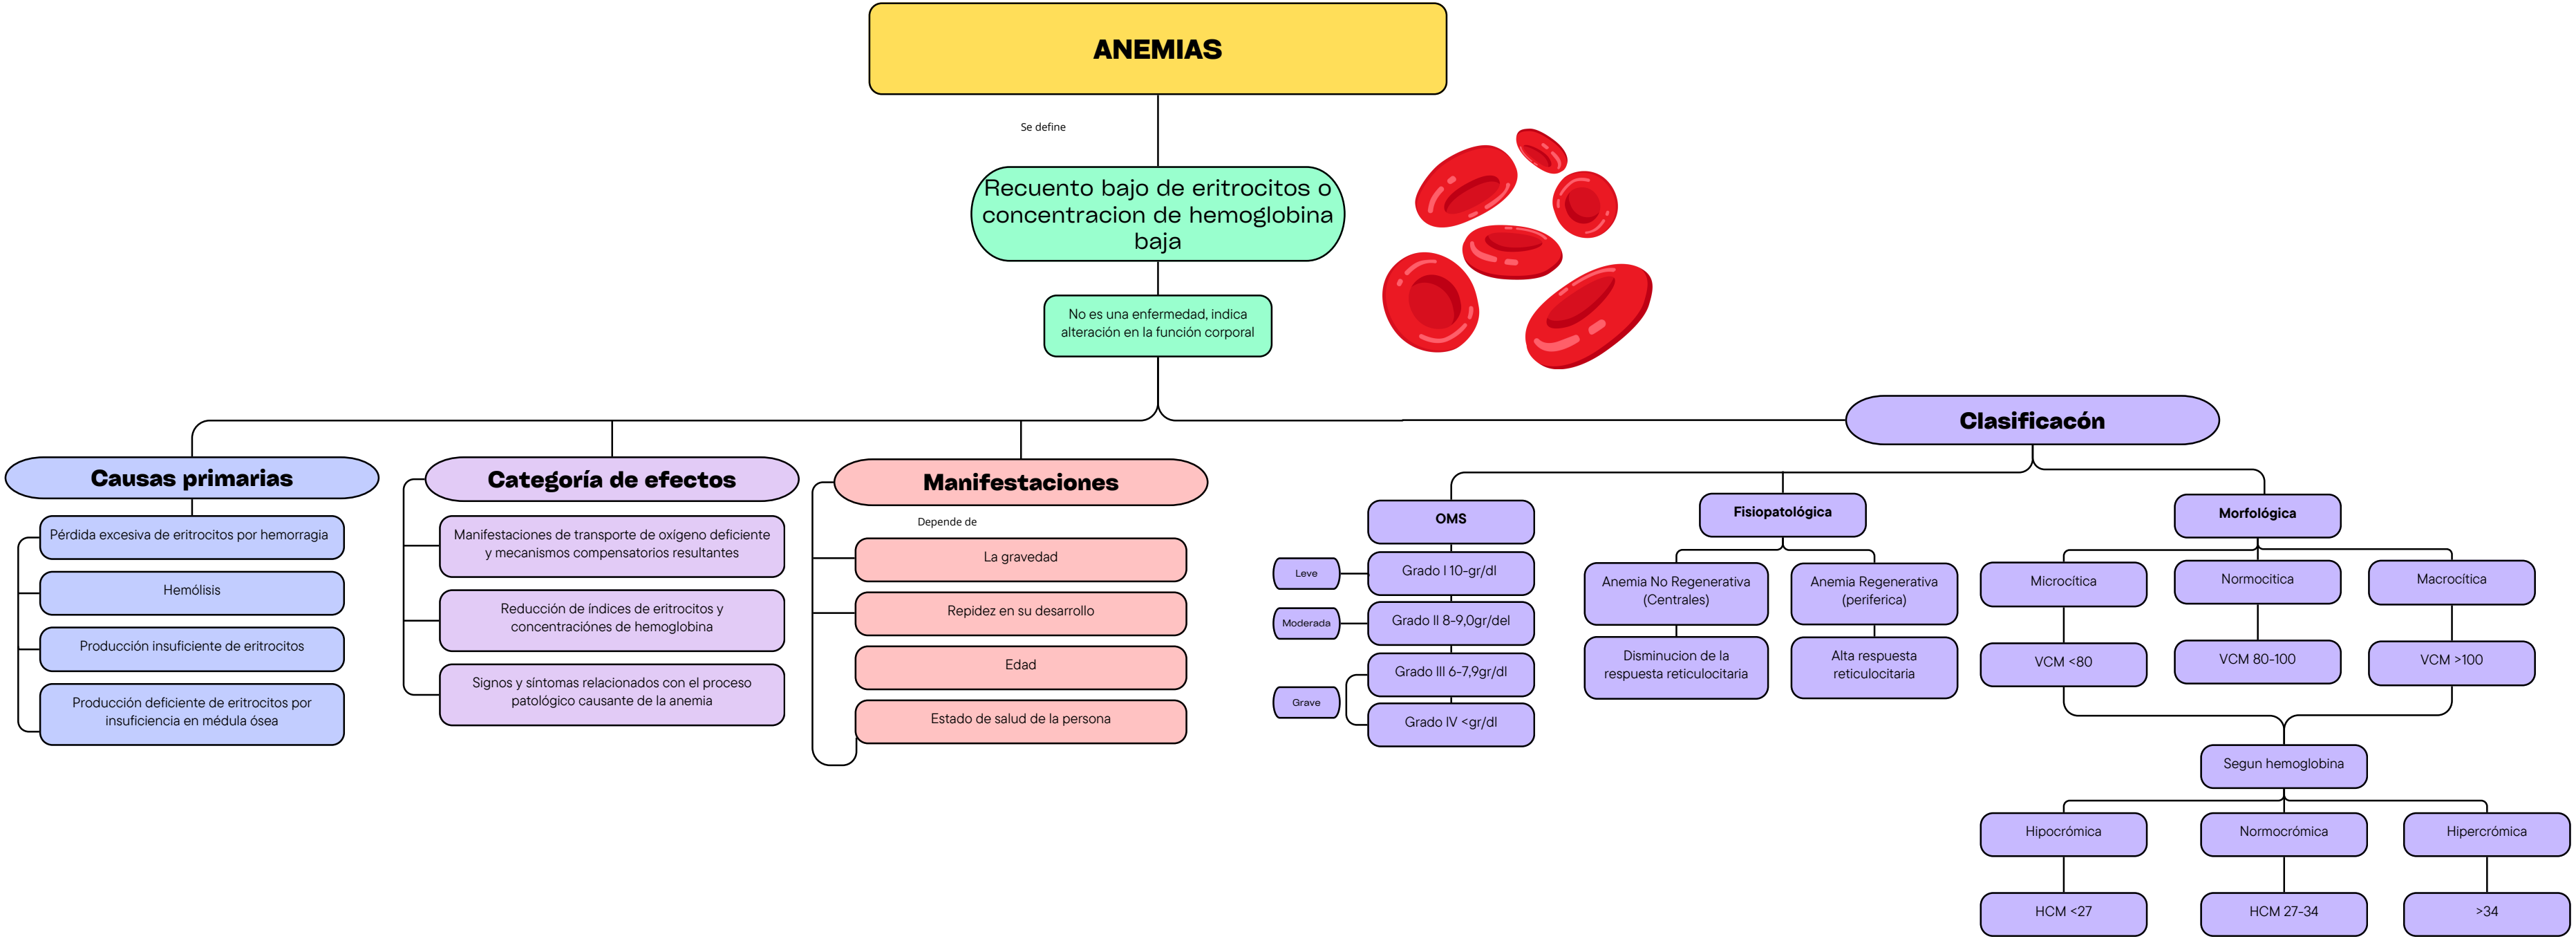 ANEMIAS
Se define
Recuento bajo de eritrocitos o
concentracion de hemoglobina
baja
No es una enfermedad, indica
alteración en la función corporal
Causas primarias
Pérdida excesiva de eritrocitos por hemorragia
Hemólisis
Producción insuficiente de eritrocitos
Producción deficiente de eritrocitos por
insuficiencia en médula ósea
Categoría de efectos
Manifestaciones de transporte de oxígeno deficiente
y mecanismos compensatorios resultantes
Reducción de índices de eritrocitos y
concentraciónes de hemoglobina
Signos y síntomas relacionados con el proceso
patológico causante de la anemia
Manifestaciones
Depende de
La gravedad
Repidez en su desarrollo
Edad
Estado de salud de la persona
Clasificacón
OMS
Leve
Grado I 10-gr/dl
Moderada
Grado II 8-9,0gr/del
Grave
Grado III 6-7,9gr/dl
Grado IV <gr/dl
Fisiopatológica
Anemia No Regenerativa
(Centrales)
Disminucion de la
respuesta reticulocitaria
Anemia Regenerativa
(periferica)
Alta respuesta
reticulocitaria
Morfológica
Microcítica
VCM <80
Normocitica
VCM 80-100
Macrocítica
VCM >100
Segun hemoglobina
Hipocrómica
HCM <27
Normocrómica
HCM 27-34
Hipercrómica
>34